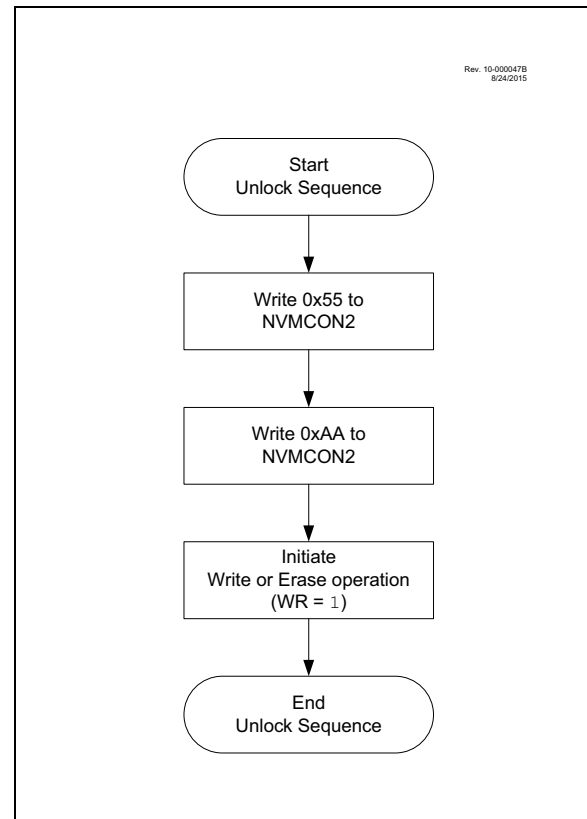 Rev. 10-000047B
8/24/2015
Start
Unlock Sequence
Write 0x55 to
NVMCON2
Write 0xAA to
NVMCON2
Initiate
Write or Erase operation
(WR = 1)
End
Unlock Sequence